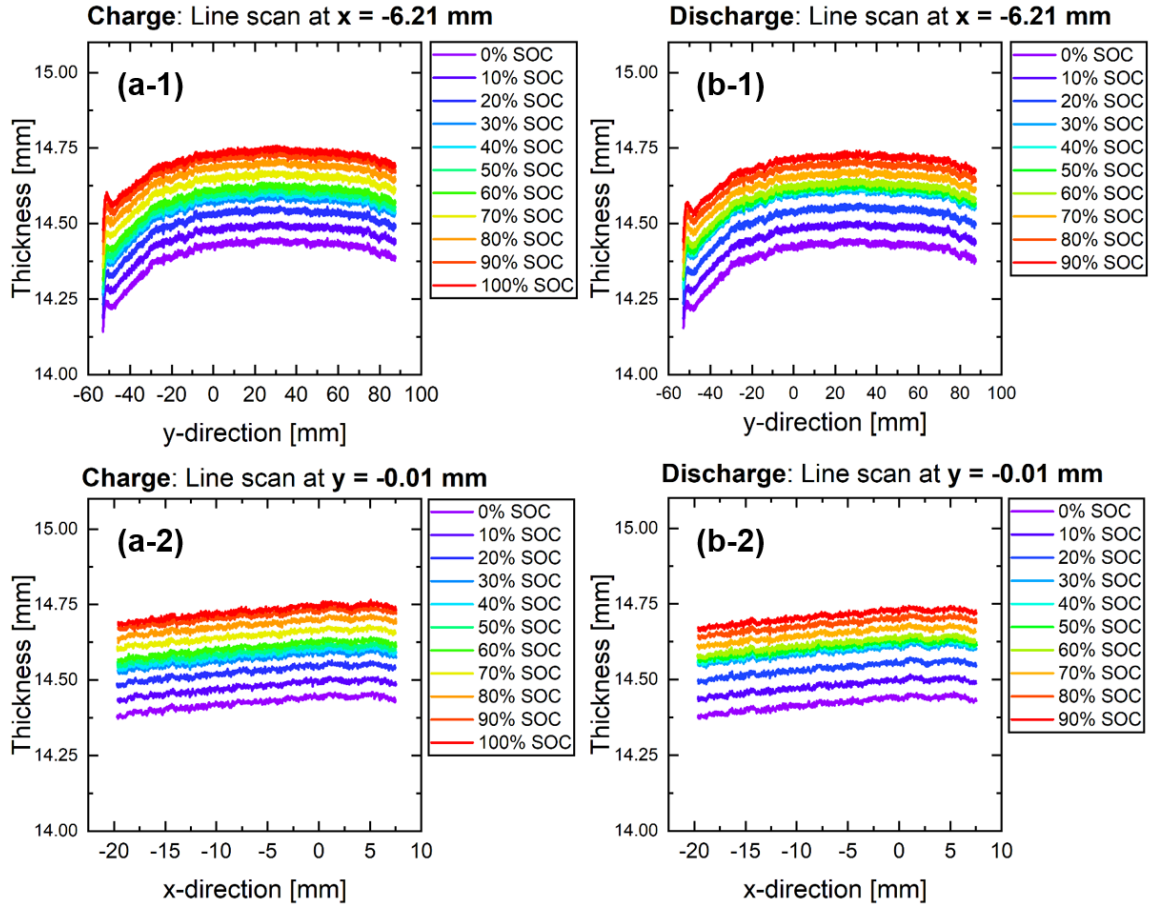 Charge: Line scan at x = -6.21 mm
(a-1)
Thickness [mm]
15.00
14.75
14.50
14.25
14.00
-60 -40 -20 0 20 40 60 80 100
y-direction [mm]
0% SOC
10% SOC
20% SOC
30% SOC
40% SOC
50% SOC
60% SOC
70% SOC
80% SOC
90% SOC
100% SOC
Discharge: Line scan at x = -6.21 mm
(b-1)
Thickness [mm]
15.00
14.75
14.50
14.25
14.00
-60 -40 -20 0 20 40 60 80 100
y-direction [mm]
0% SOC
10% SOC
20% SOC
30% SOC
40% SOC
50% SOC
60% SOC
70% SOC
80% SOC
90% SOC
Charge: Line scan at y = -0.01 mm
(a-2)
Thickness [mm]
15.00
14.75
14.50
14.25
14.00
-20 -15 -10 -5 0 5 10
x-direction [mm]
0% SOC
10% SOC
20% SOC
30% SOC
40% SOC
50% SOC
60% SOC
70% SOC
80% SOC
90% SOC
100% SOC
Discharge: Line scan at y = -0.01 mm
(b-2)
Thickness [mm]
15.00
14.75
14.50
14.25
14.00
-20 -15 -10 -5 0 5 10
x-direction [mm]
0% SOC
10% SOC
20% SOC
30% SOC
40% SOC
50% SOC
60% SOC
70% SOC
80% SOC
90% SOC